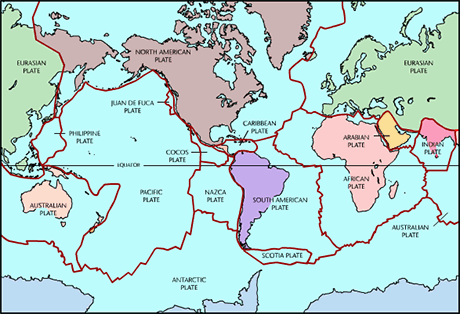 NORTH AMERICAN
PLATE
EURASIAN
PLATE
EURASIAN
PLATE
JUAN DE FUCA
PLATE
CARIBBEAN
PLATE
PHILIPPINE
PLATE
ARABIAN
PLATE
INDIAN
PLATE
COCOS
PLATE
EQUATOR
AFRICAN
PLATE
PACIFIC
PLATE
NAZCA
PLATE
SOUTH AMERICAN
PLATE
AUSTRALIAN
PLATE
AUSTRALIAN
PLATE
SCOTIA PLATE
ANTARCTIC
PLATE